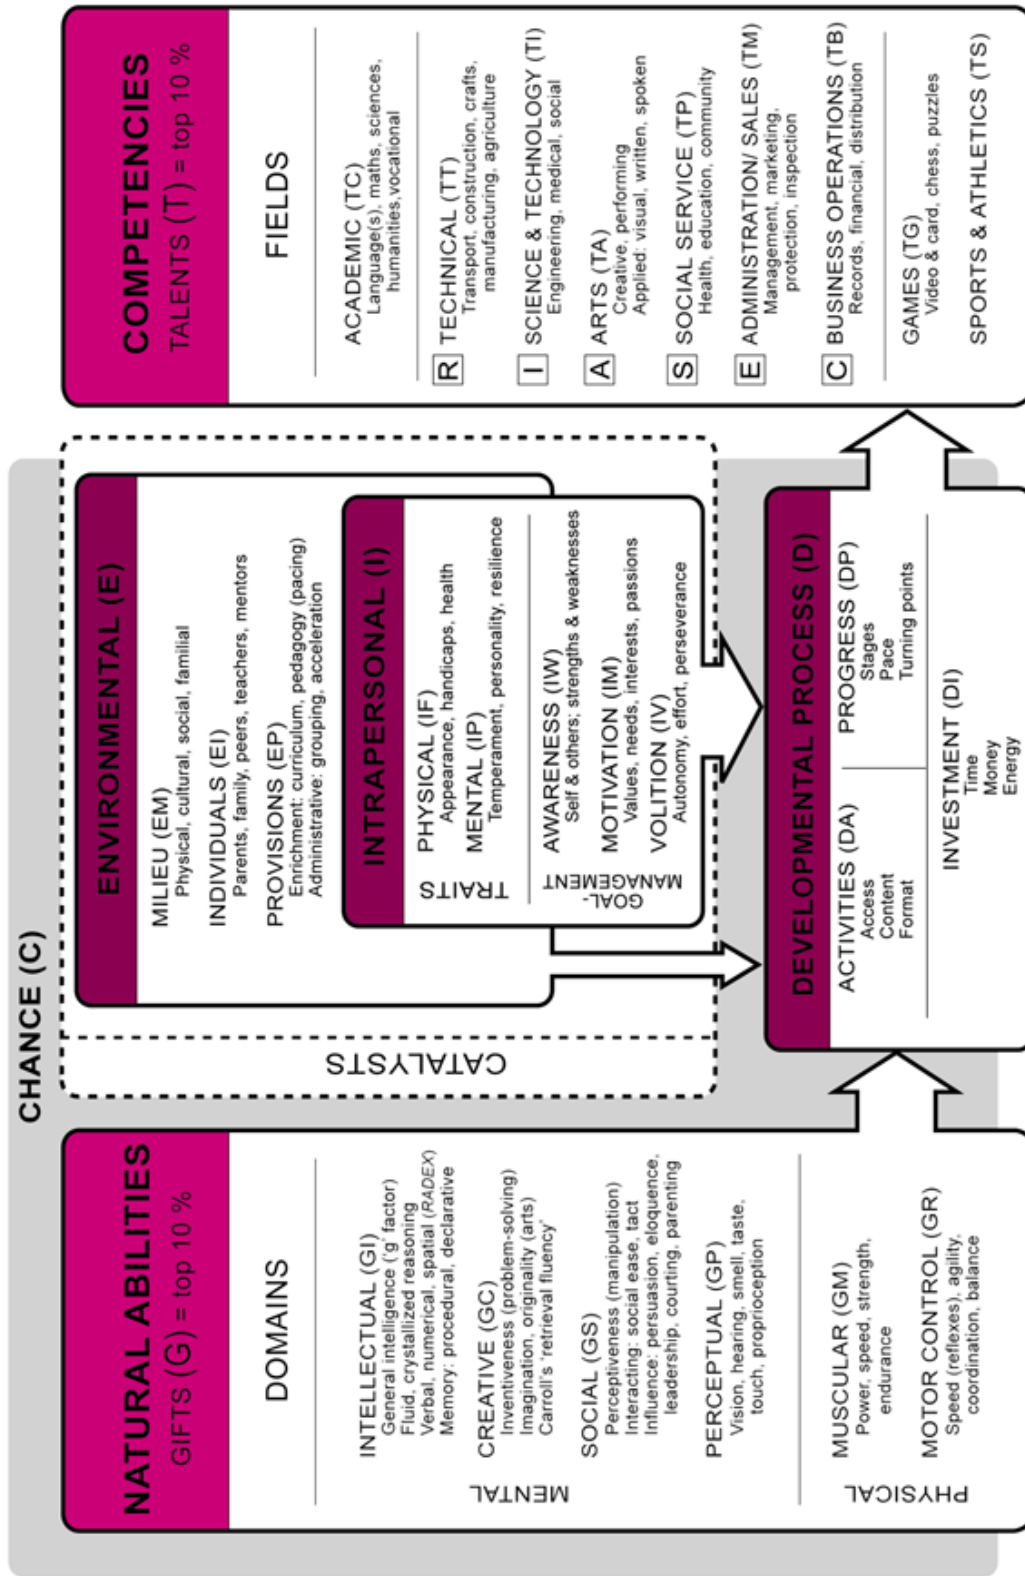 CHANCE (C)
NATURAL ABILITIES
GIFTS (G) = top 10 %
DOMAINS
MENTAL
INTELLECTUAL (GI)
General intelligence ('g' factor)
Fluid, crystallized reasoning
Verbal, numerical, spatial (RADEX)
Memory: procedural, declarative
CREATIVE (GC)
Inventiveness (problem-solving)
Imagination, originality (arts)
Carroll's 'retrieval fluency'
SOCIAL (GS)
Perceptiveness (manipulation)
Interacting: social ease, tact
Influence: persuasion, eloquence,
leadership, courting, parenting
PERCEPTUAL (GP)
Vision, hearing, smell, taste,
touch, proprioception
PHYSICAL
MUSCULAR (GM)
Power, speed, strength,
endurance
MOTOR CONTROL (GR)
Speed (reflexes), agility,
coordination, balance
CATALYSTS
ENVIRONMENTAL (E)
MILIEU (EM)
Physical, cultural, social, familial
INDIVIDUALS (EI)
Parents, family, peers, teachers, mentors
PROVISIONS (EP)
Enrichment: curriculum, pedagogy (pacing)
Administrative: grouping, acceleration
INTRAPERSONAL (I)
TRAITS
PHYSICAL (IF)
Appearance, handicaps, health
MENTAL (IP)
Temperament, personality, resilience
GOAL-
MANAGEMENT
AWARENESS (IW)
Self & others; strengths & weaknesses
MOTIVATION (IM)
Values, needs, interests, passions
VOLITION (IV)
Autonomy, effort, perseverance
DEVELOPMENTAL PROCESS (D)
ACTIVITIES (DA)
Access
Content
Format
PROGRESS (DP)
Stages
Pace
Turning points
INVESTMENT (DI)
Time
Money
Energy
COMPETENCIES
TALENTS (T) = top 10 %
FIELDS
ACADEMIC (TC)
Language(s), maths, sciences,
humanities,vocational
R TECHNICAL (TT)
Transport, construction, crafts,
manufacturing, agriculture
I SCIENCE & TECHNOLOGY (TI)
Engineering, medical, social
A ARTS (TA)
Creative, performing
Applied: visual, written, spoken
S SOCIAL SERVICE (TP)
Health, education, community
E ADMINISTRATION/ SALES (TM)
Management, marketing,
protection, inspection
C BUSINESS OPERATIONS (TB)
Records, financial, distribution
GAMES (TG)
Video & card, chess, puzzles
SPORTS & ATHLETICS (TS)